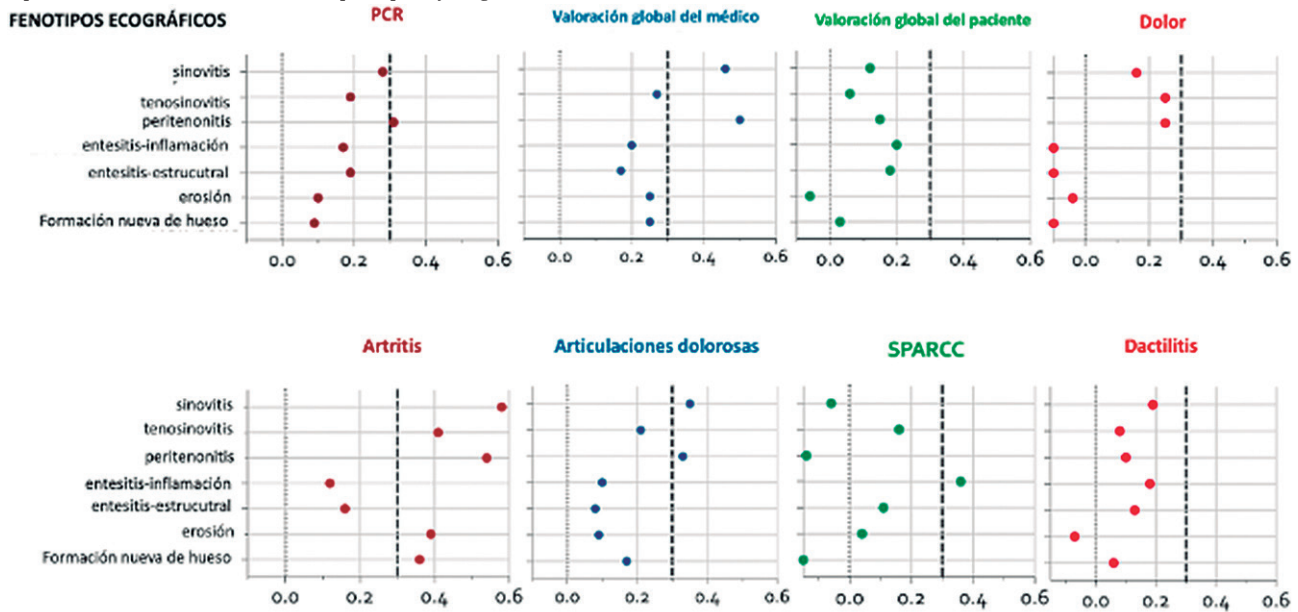 FENOTIPOS ECOGRÁFICOS
PCR
Valoración global del médico
Valoración global del paciente
Dolor
sinovitis
tenosinovitis
peritenonitis
entesitis-inflamación
entesitis-estrucutral
erosión
Formación nueva de hueso
0.0 0.2 0.4 0.6
0.0 0.2 0.4 0.6
0.0 0.2 0.4 0.6
0.0 0.2 0.4 0.6
Artritis
Articulaciones dolorosas
SPARCC
Dactilitis
sinovitis
tenosinovitis
peritenonitis
entesitis-inflamación
entesitis-estrucutral
erosión
Formación nueva de hueso
0.0 0.2 0.4 0.6
0.0 0.2 0.4 0.6
0.0 0.2 0.4 0.6
0.0 0.2 0.4 0.6